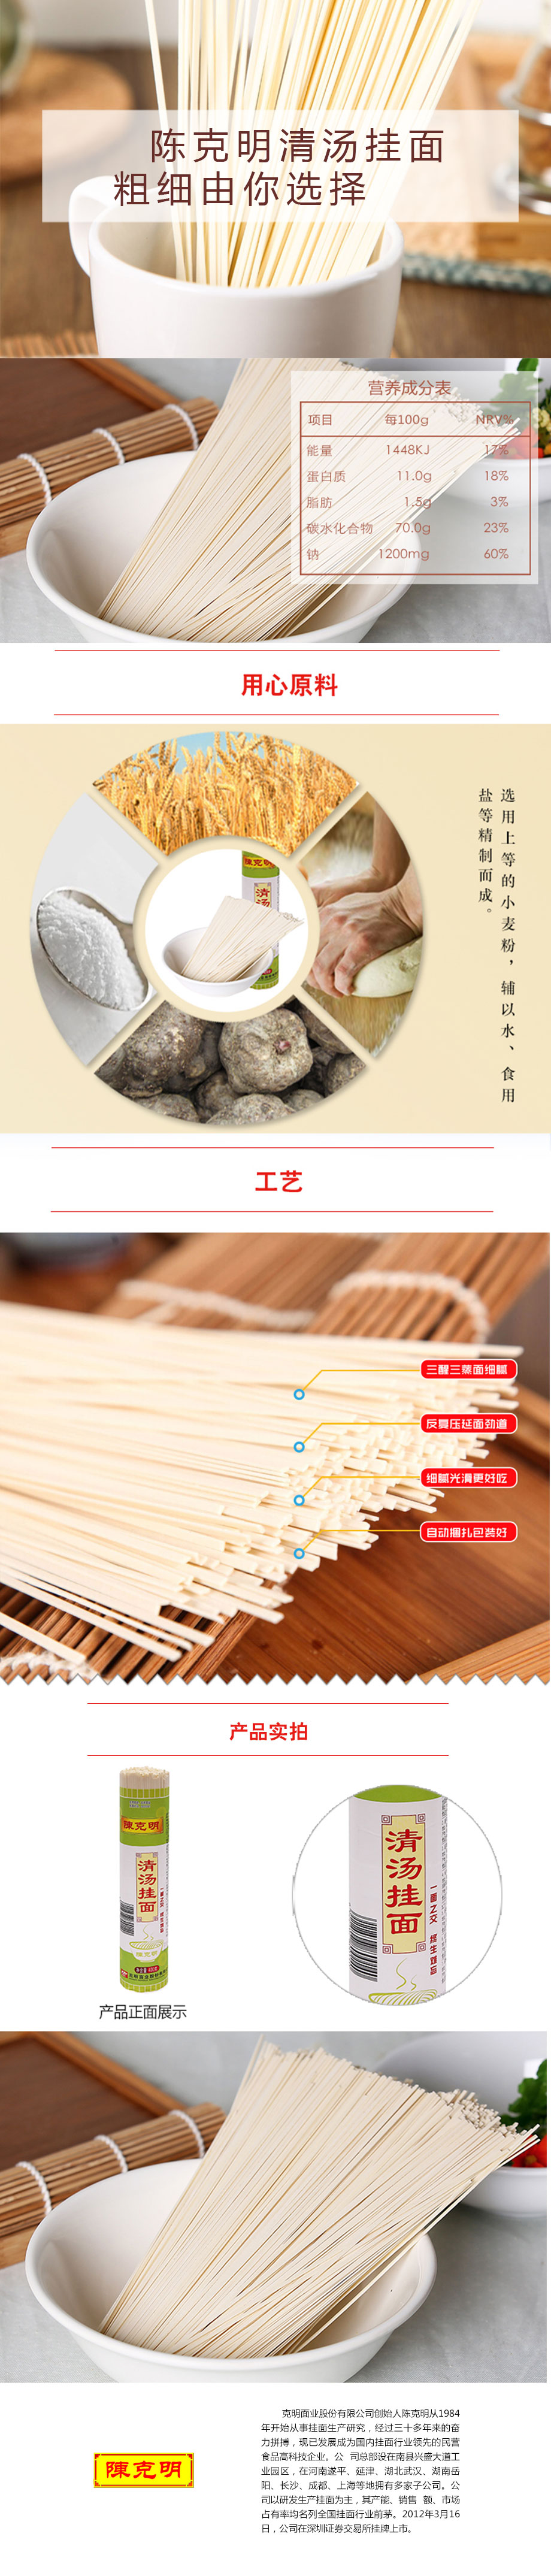 陈克明清汤挂面
粗细由你选择
营养成分表
项目 每100g NRV%
能量 1448KJ 17%
蛋白质 11.0g 18%
脂肪 1.5g 3%
碳水化合物 70.0g 23%
钠 1200mg 60%
用心原料
选用上等的小麦粉，辅以水、食用
盐等精制而成。
陳克明
清汤
工艺
三醒三蒸面细腻
反复压延面劲道
细腻光滑更好吃
自动捆扎包装好
产品实拍
陳克明
清汤挂面
一面之交 终生难忘
陈克明
清汤挂面
一面之交 终生难忘
产品正面展示
克明面业股份有限公司创始人陈克明从1984
年开始从事挂面生产研究，经过三十多年来的奋
力拼搏，现已发展成为国内挂面行业领先的民营
食品高科技企业。公 司总部设在南县兴盛大道工
业园区，在河南遂平、延津、湖北武汉、湖南岳
阳、长沙、成都、上海等地拥有多家子公司。公
司以研发生产挂面为主，其产能、销售 额、市场
占有率均名列全国挂面行业前茅。2012年3月16
日，公司在深圳证券交易所挂牌上市。
陳克明